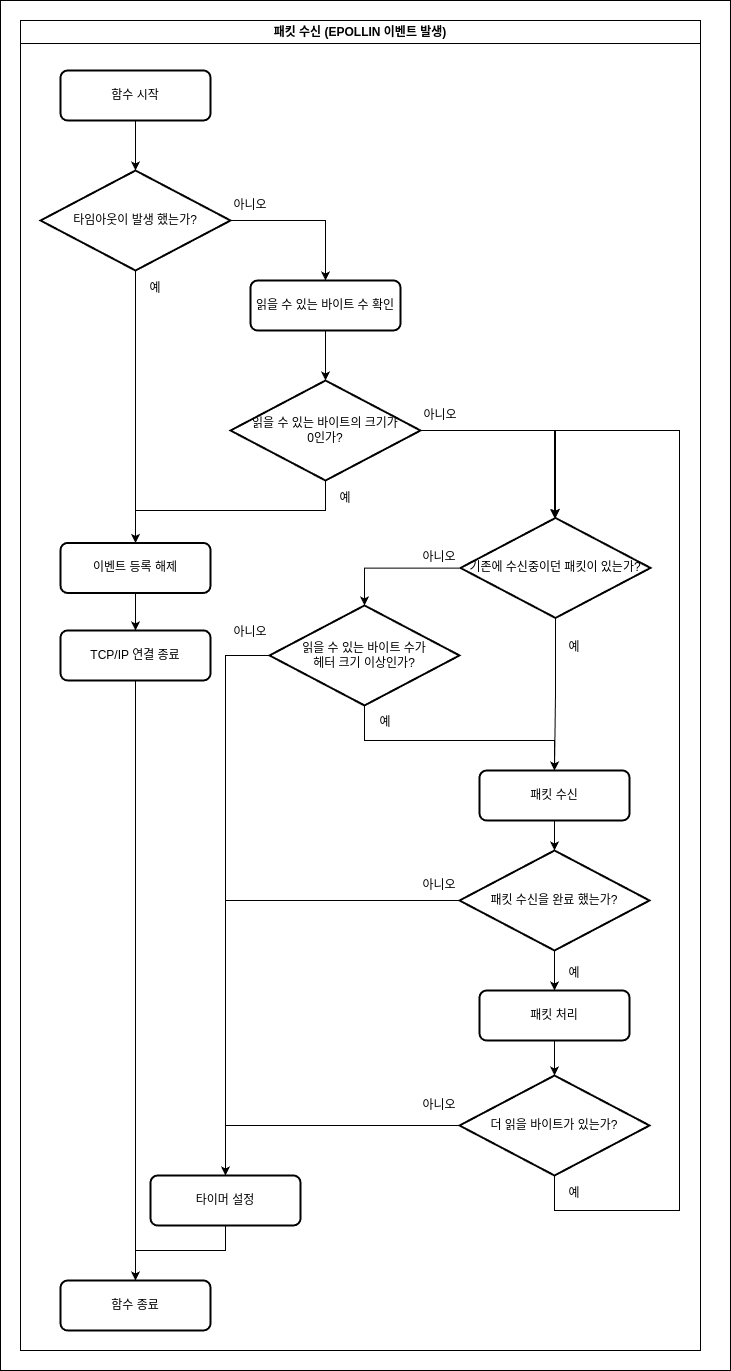 패킷 수신 (EPOLLIN 이벤트 발생)
함수 시작
타임아웃이 발생 했는가?
아니오
예
읽을 수 있는 바이트 수 확인
읽을 수 있는 바이트의 크기가
0인가?
아니오
예
이벤트 등록 해제
TCP/IP 연결 종료
기존에 수신중이던 패킷이 있는가?
아니오
예
읽을 수 있는 바이트 수가
헤터 크기 이상인가?
아니오
예
패킷 수신
패킷 수신을 완료 했는가?
아니오
예
패킷 처리
더 읽을 바이트가 있는가?
아니오
예
타이머 설정
함수 종료